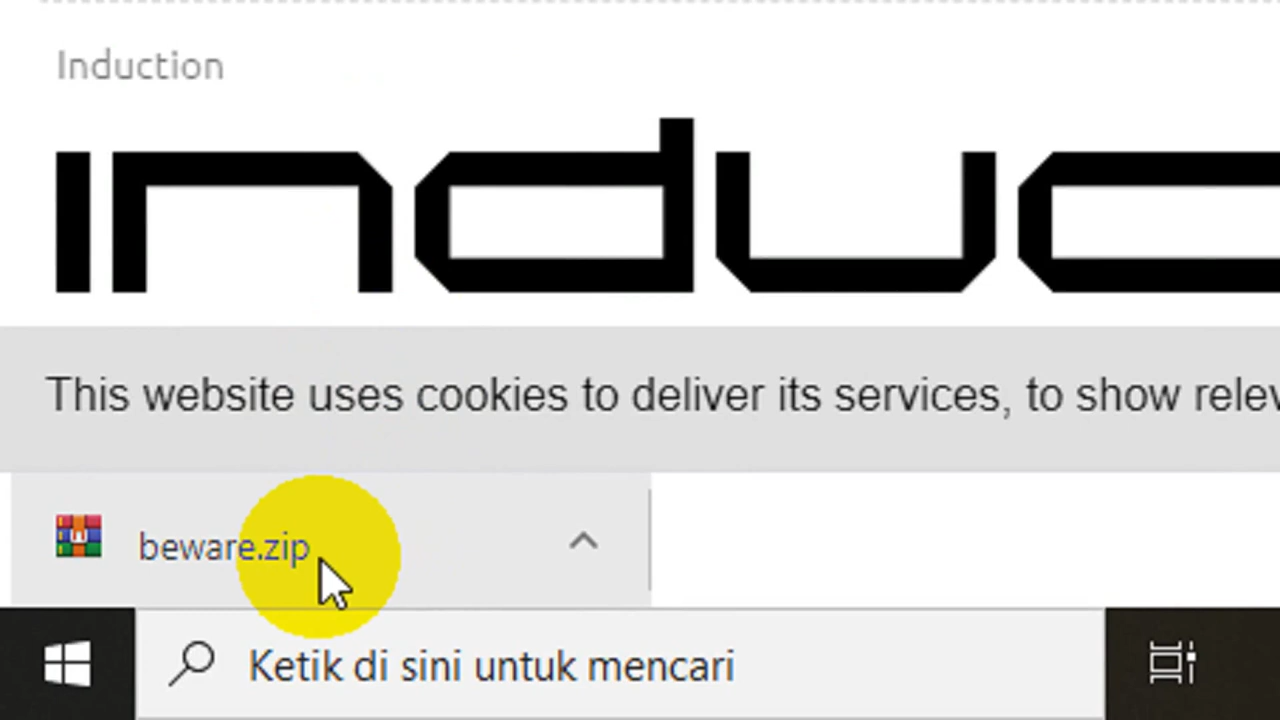 Induction
induc
This website uses cookies to deliver its services, to show relev
beware.zip
Ketik di sini untuk mencari